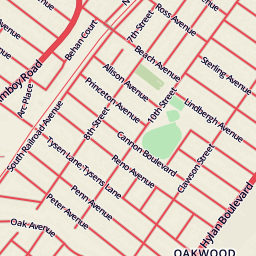 Ross Avenue
Behan Court
7th Street
Beach Avenue
Sterling Avenue
Allison Avenue
Princeton Avenue
10th Street
Lindbergh Avenue
Amboy Road
Arc Place
South Railroad Avenue
8th Street
Cannon Boulevard
Tysen Lane;Tysens Lane
Reno Avenue
Clawson Street
Penn Avenue
Peter Avenue
Oak Avenue
Hylan Boulevard
OAKWOOD